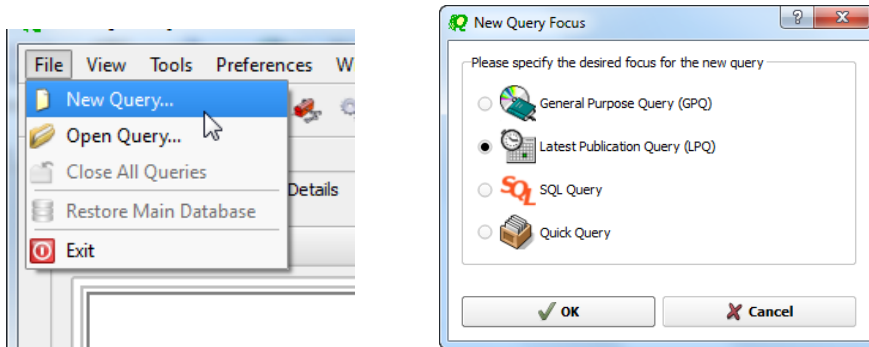 File View Tools Preferences W
New Query...
Open Query...
Close All Queries
Details
Restore Main Database
Exit
New Query Focus
Please specify the desired focus for the new query
General Purpose Query (GPQ)
Latest Publication Query (LPQ)
SQL SQL Query
Quick Query
OK Cancel